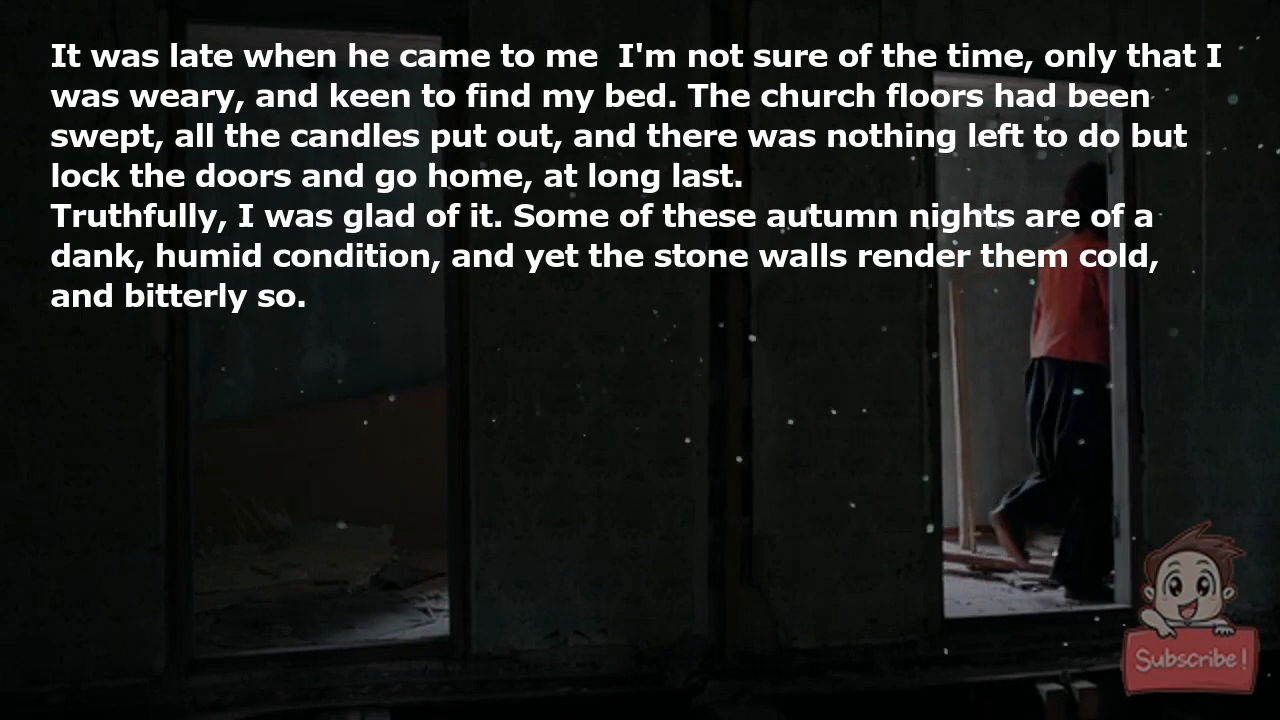 It was late when he came to me  I'm not sure of the time, only that I
was weary, and keen to find my bed. The church floors had been
swept, all the candles put out, and there was nothing left to do but
lock the doors and go home, at long last.
Truthfully, I was glad of it. Some of these autumn nights are of a
dank, humid condition, and yet the stone walls render them cold,
and bitterly so.
Subscribe!